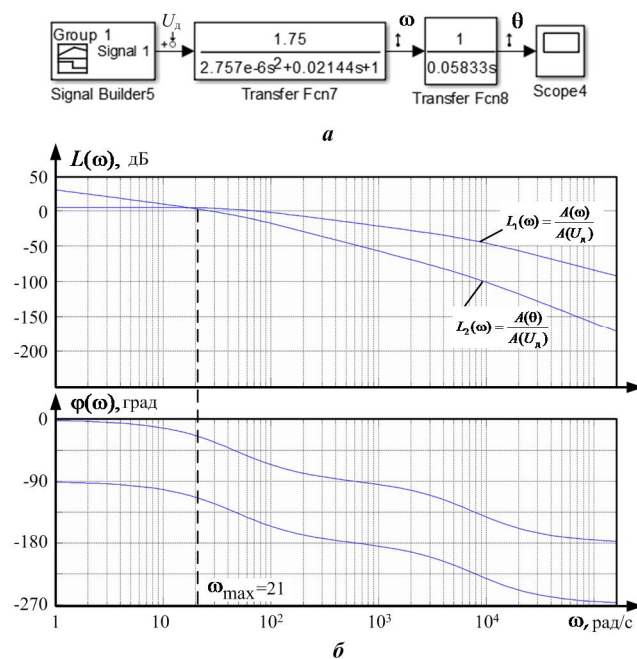 Group 1
Signal 1
Signal Builder5
U_д
+
1.75
2.757e-6s²+0.02144s+1
Transfer Fcn7
ω
1
0.05833s
Transfer Fcn8
θ
Scope4
а
L(ω), дБ
50
0
-50
-100
-150
-200
L₁(ω)=A(ω)/A(U_д)
L₂(ω)=A(θ)/A(U_д)
φ(ω), град
0
-90
-180
-270
ω_max=21
1
10
10²
10³
10⁴
ω, рад/с
б